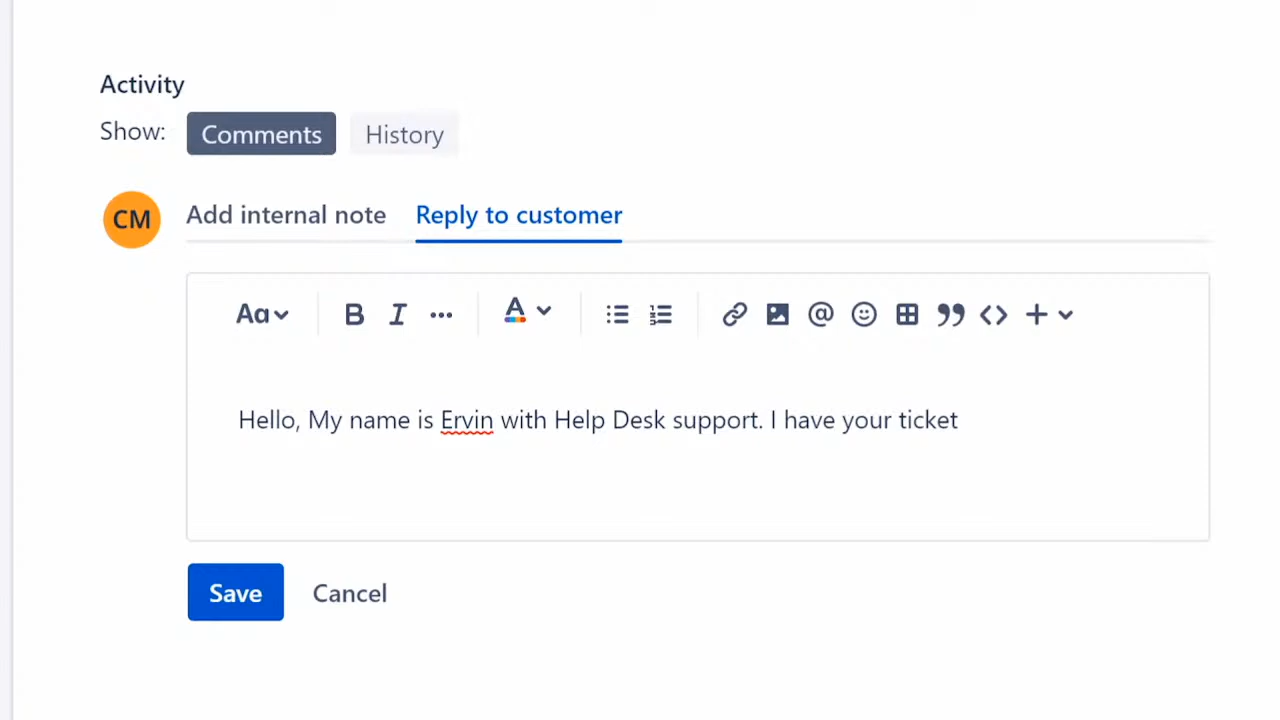 Activity
Show: Comments History
CM Add internal note Reply to customer
Aa B I ... A @ +
Hello, My name is Ervin with Help Desk support. I have your ticket
Save Cancel